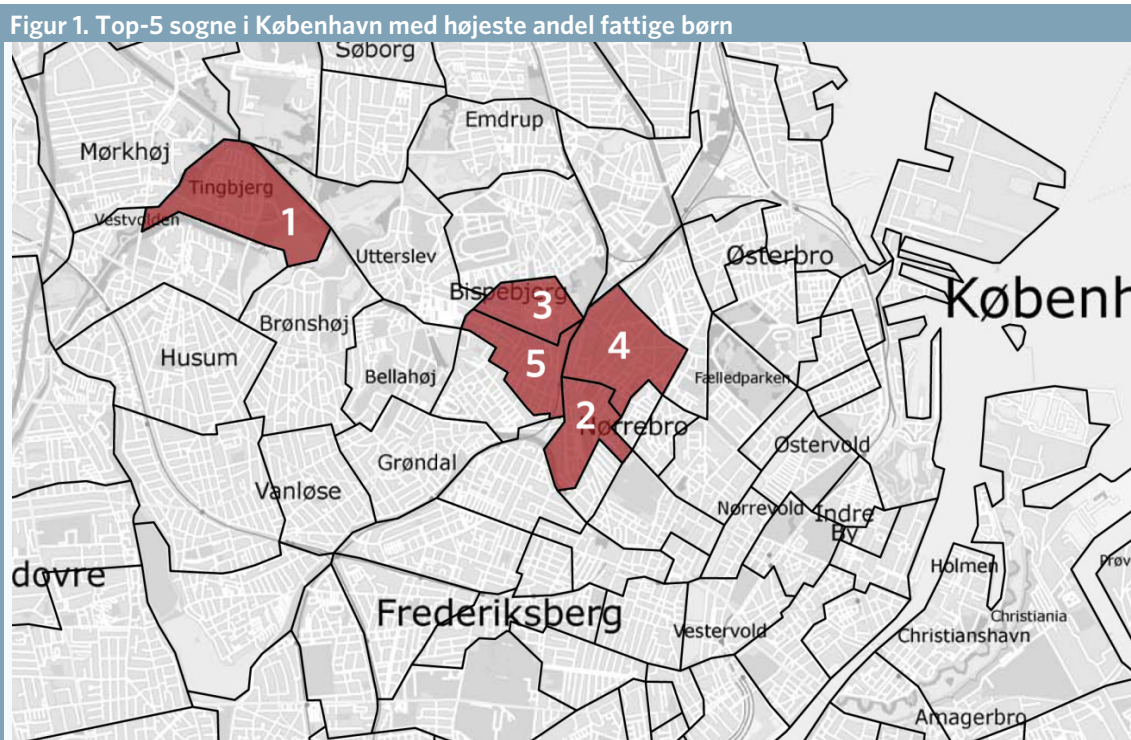 Figur 1. Top-5 sogne i København med højeste andel fattige børn
Søborg
Emdrup
Mørkhøj
Tingbjerg
Vestvolden
1
Utterslev
Østerbro
Bispebjerg
3
Københ
Brønshøj
Husum
4
5
Bellahøj
Fælledparken
2
Nørrebro
Østervold
Grøndal
Vanløse
Nørrevold
Indre
By
Holmen
Prøv
dovre
Frederiksberg
Christiania
Vestervold
Christianshavn
Amagerbro